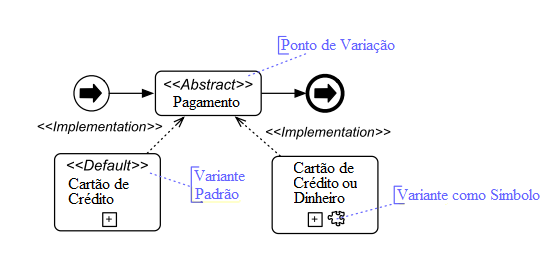 Ponto de Variação
<<Abstract>>
Pagamento
<<Implementation>>
<<Implementation>>
<<Default>>
Cartão de
Crédito
Variante
Padrão
Cartão de
Crédito ou
Dinheiro
Variante como Símbolo